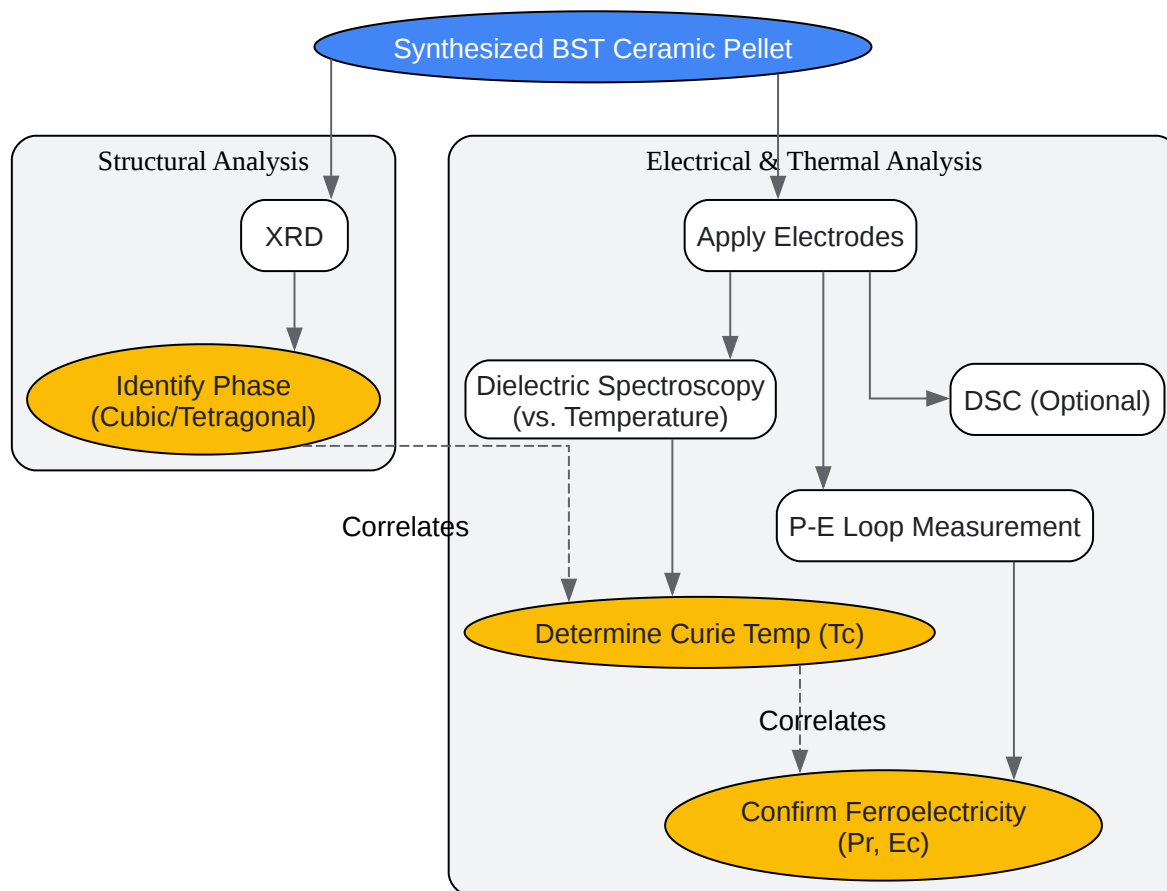 Synthesized BST Ceramic Pellet
Structural Analysis
Electrical & Thermal Analysis
XRD
Apply Electrodes
Identify Phase
(Cubic/Tetragonal)
Dielectric Spectroscopy
(vs. Temperature)
DSC (Optional)
Correlates
P-E Loop Measurement
Determine Curie Temp (Tc)
Correlates
Confirm Ferroelectricity
(Pr, Ec)